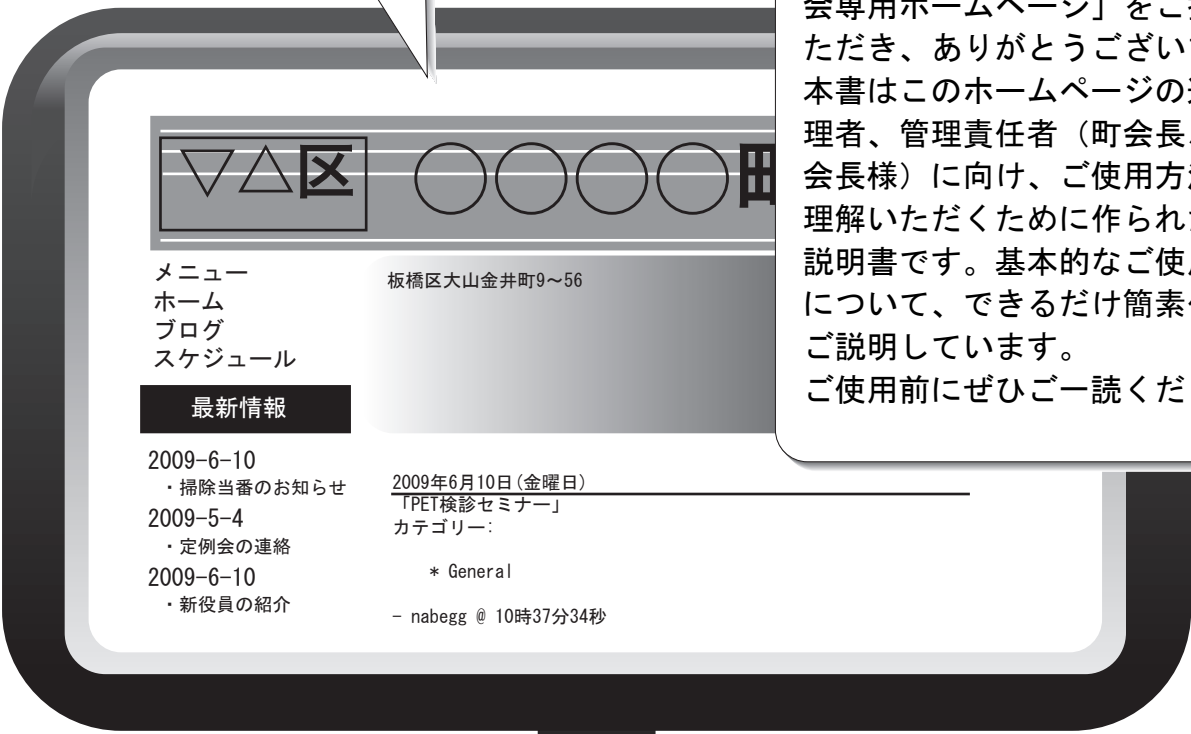 会専用ホームページ」をご
ただき、ありがとうござい
本書はこのホームページの
理者、管理責任者（町会長
会長様）に向け、ご使用方
理解いただくために作られ
説明書です。基本的なご使
について、できるだけ簡素
ご説明しています。
ご使用前にぜひご一読くだ
▽△区 ○○○○町
メニュー
ホーム
ブログ
スケジュール
最新情報
2009-6-10
・掃除当番のお知らせ
2009-5-4
・定例会の連絡
2009-6-10
・新役員の紹介
板橋区大山金井町9～56
2009年6月10日(金曜日)
「PET検診セミナー」
カテゴリー:
* General
- nabegg @ 10時37分34秒